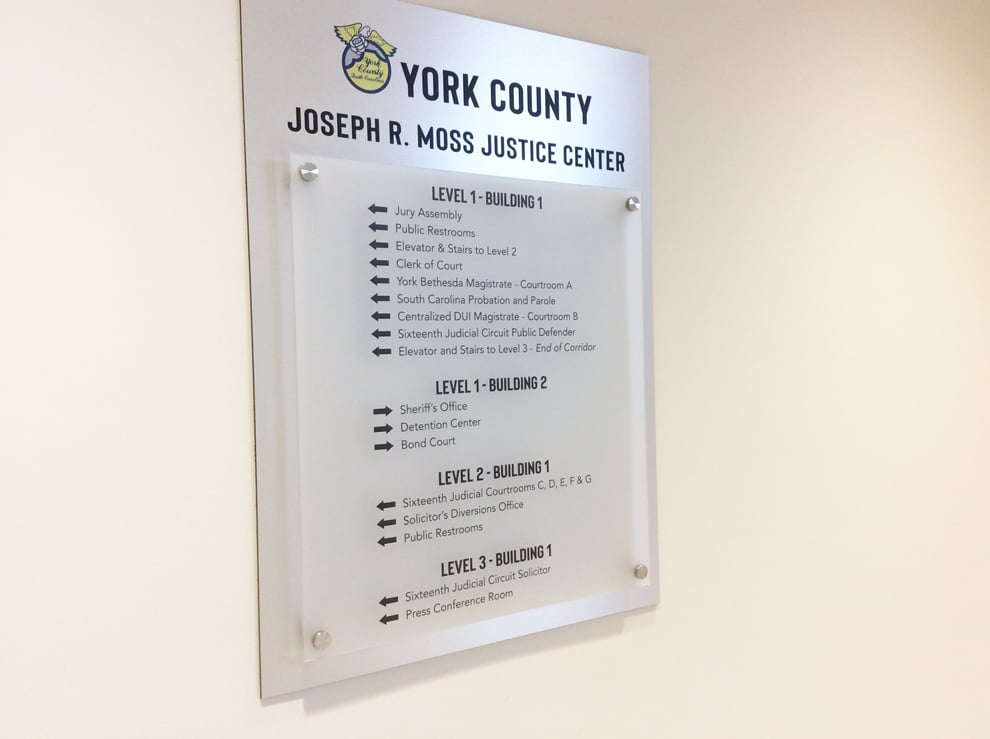 York
County
South Carolina
YORK COUNTY
JOSEPH R. MOSS JUSTICE CENTER
LEVEL 1 - BUILDING 1
Jury Assembly
Public Restrooms
Elevator & Stairs to Level 2
Clerk of Court
York Bethesda Magistrate - Courtroom A
South Carolina Probation and Parole
Centralized DUI Magistrate - Courtroom B
Sixteenth Judicial Circuit Public Defender
Elevator and Stairs to Level 3 - End of Corridor
LEVEL 1 - BUILDING 2
Sheriff's Office
Detention Center
Bond Court
LEVEL 2 - BUILDING 1
Sixteenth Judicial Courtrooms C, D, E, F & G
Solicitor's Diversions Office
Public Restrooms
LEVEL 3 - BUILDING 1
Sixteenth Judicial Circuit Solicitor
Press Conference Room